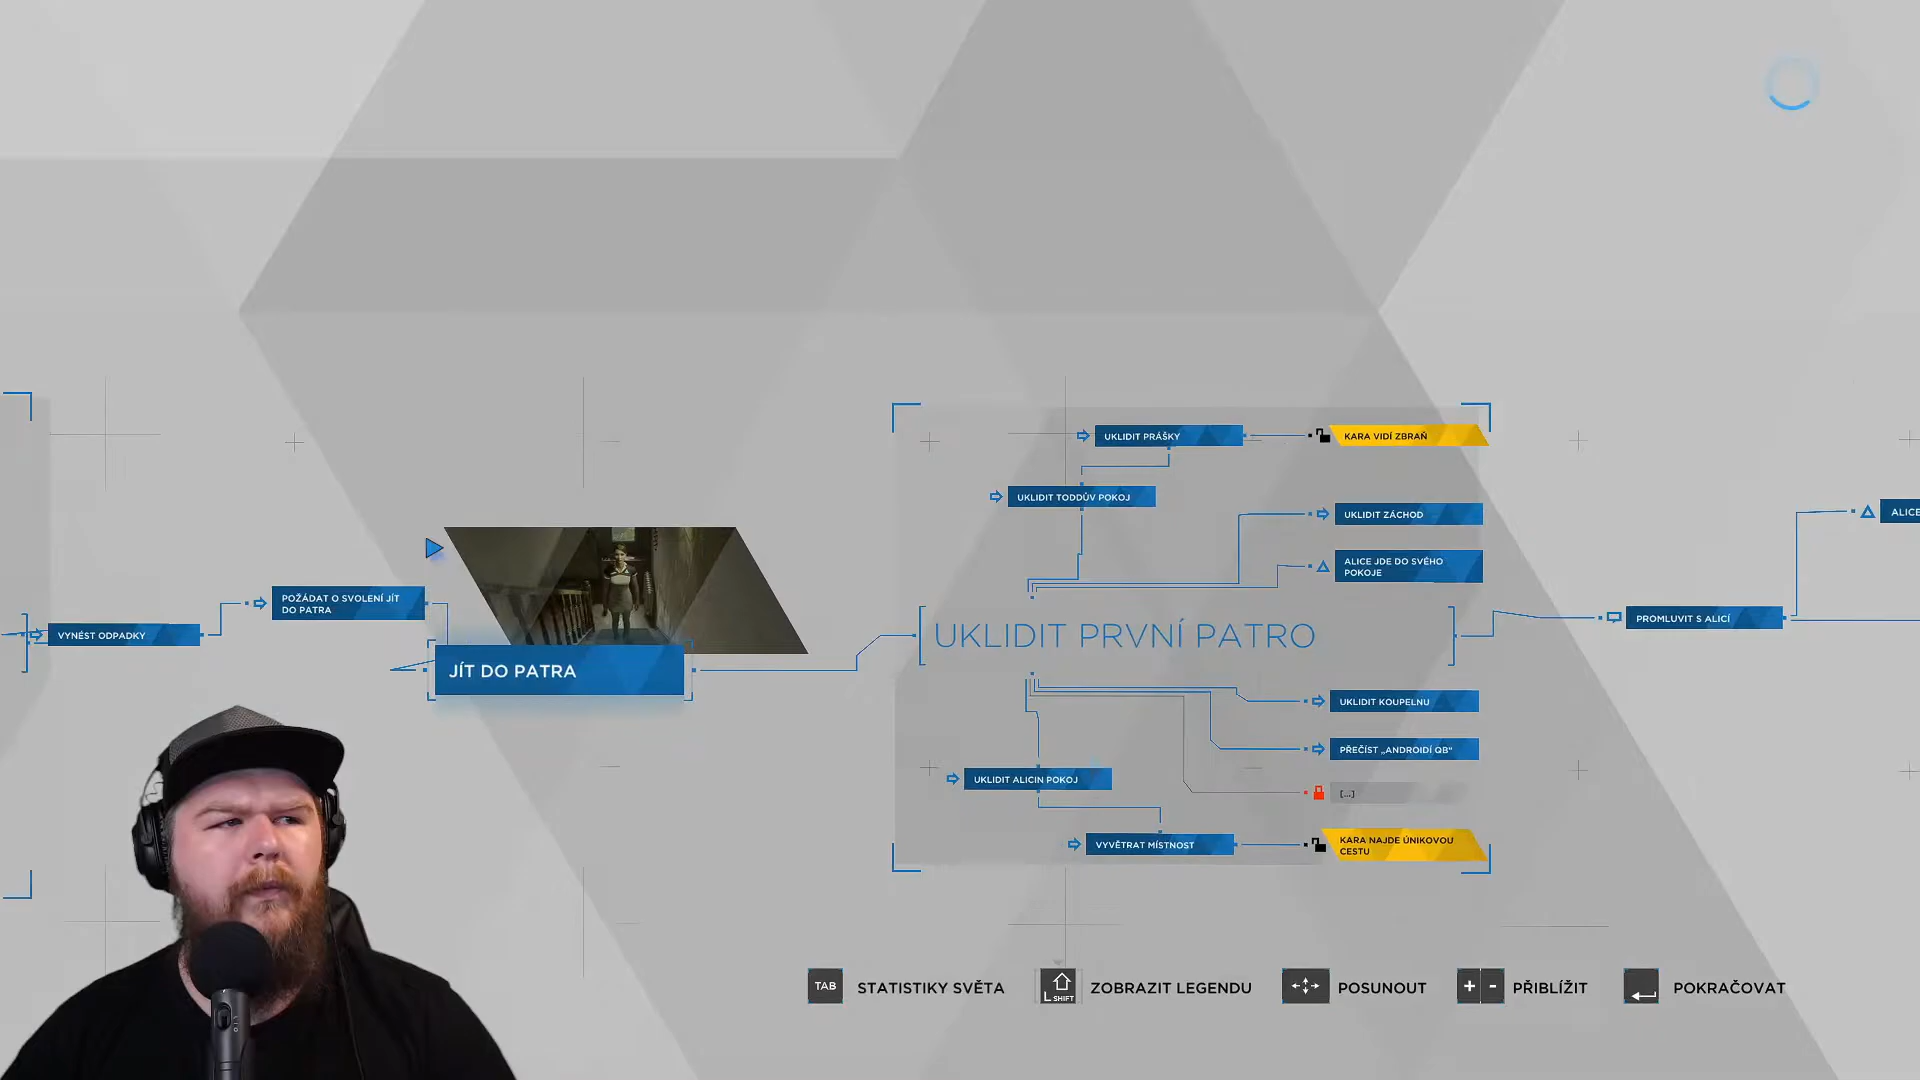 UKLIDIT PRÁŠKY
KARA VIDÍ ZBRAŇ
UKLIDIT TODDŮV POKOJ
UKLIDIT ZÁCHOD
ALICE
ALICE JDE DO SVÉHO
POKOJE
POŽÁDAT O SVOLENÍ JÍT
DO PATRA
VYNÉST ODPADKY
UKLIDIT PRVNÍ PATRO
PROMLUVIT S ALICÍ
JÍT DO PATRA
UKLIDIT KOUPELNU
PŘEČÍST „ANDROIDÍ QB“
UKLIDIT ALICIN POKOJ
[...]
VYVĚTRAT MÍSTNOST
KARA NAJDE ÚNIKOVOU
CESTU
TAB STATISTIKY SVĚTA
L SHIFT ZOBRAZIT LEGENDU
POSUNOUT
+ - PŘIBLÍŽIT
POKRAČOVAT